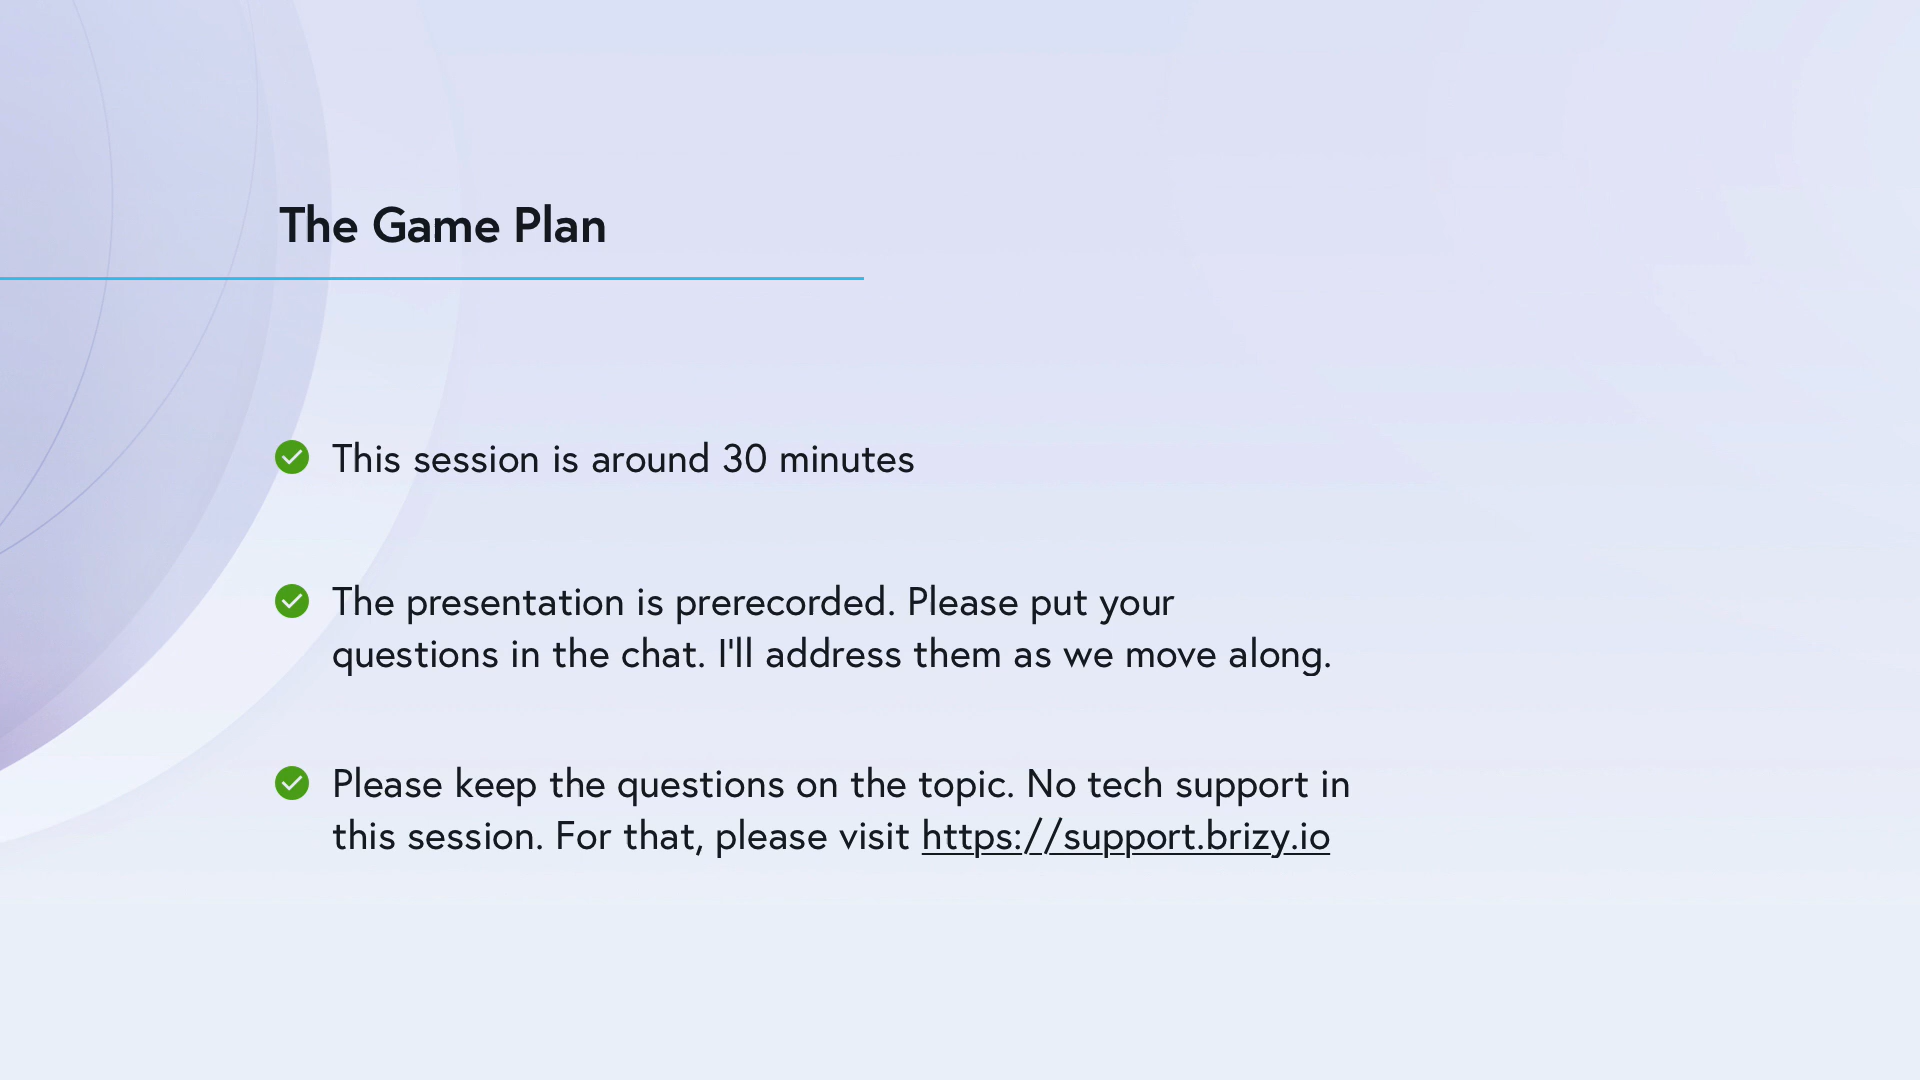 The Game Plan
This session is around 30 minutes
The presentation is prerecorded. Please put your
questions in the chat. I'll address them as we move along.
Please keep the questions on the topic. No tech support in
this session. For that, please visit https://support.brizy.io